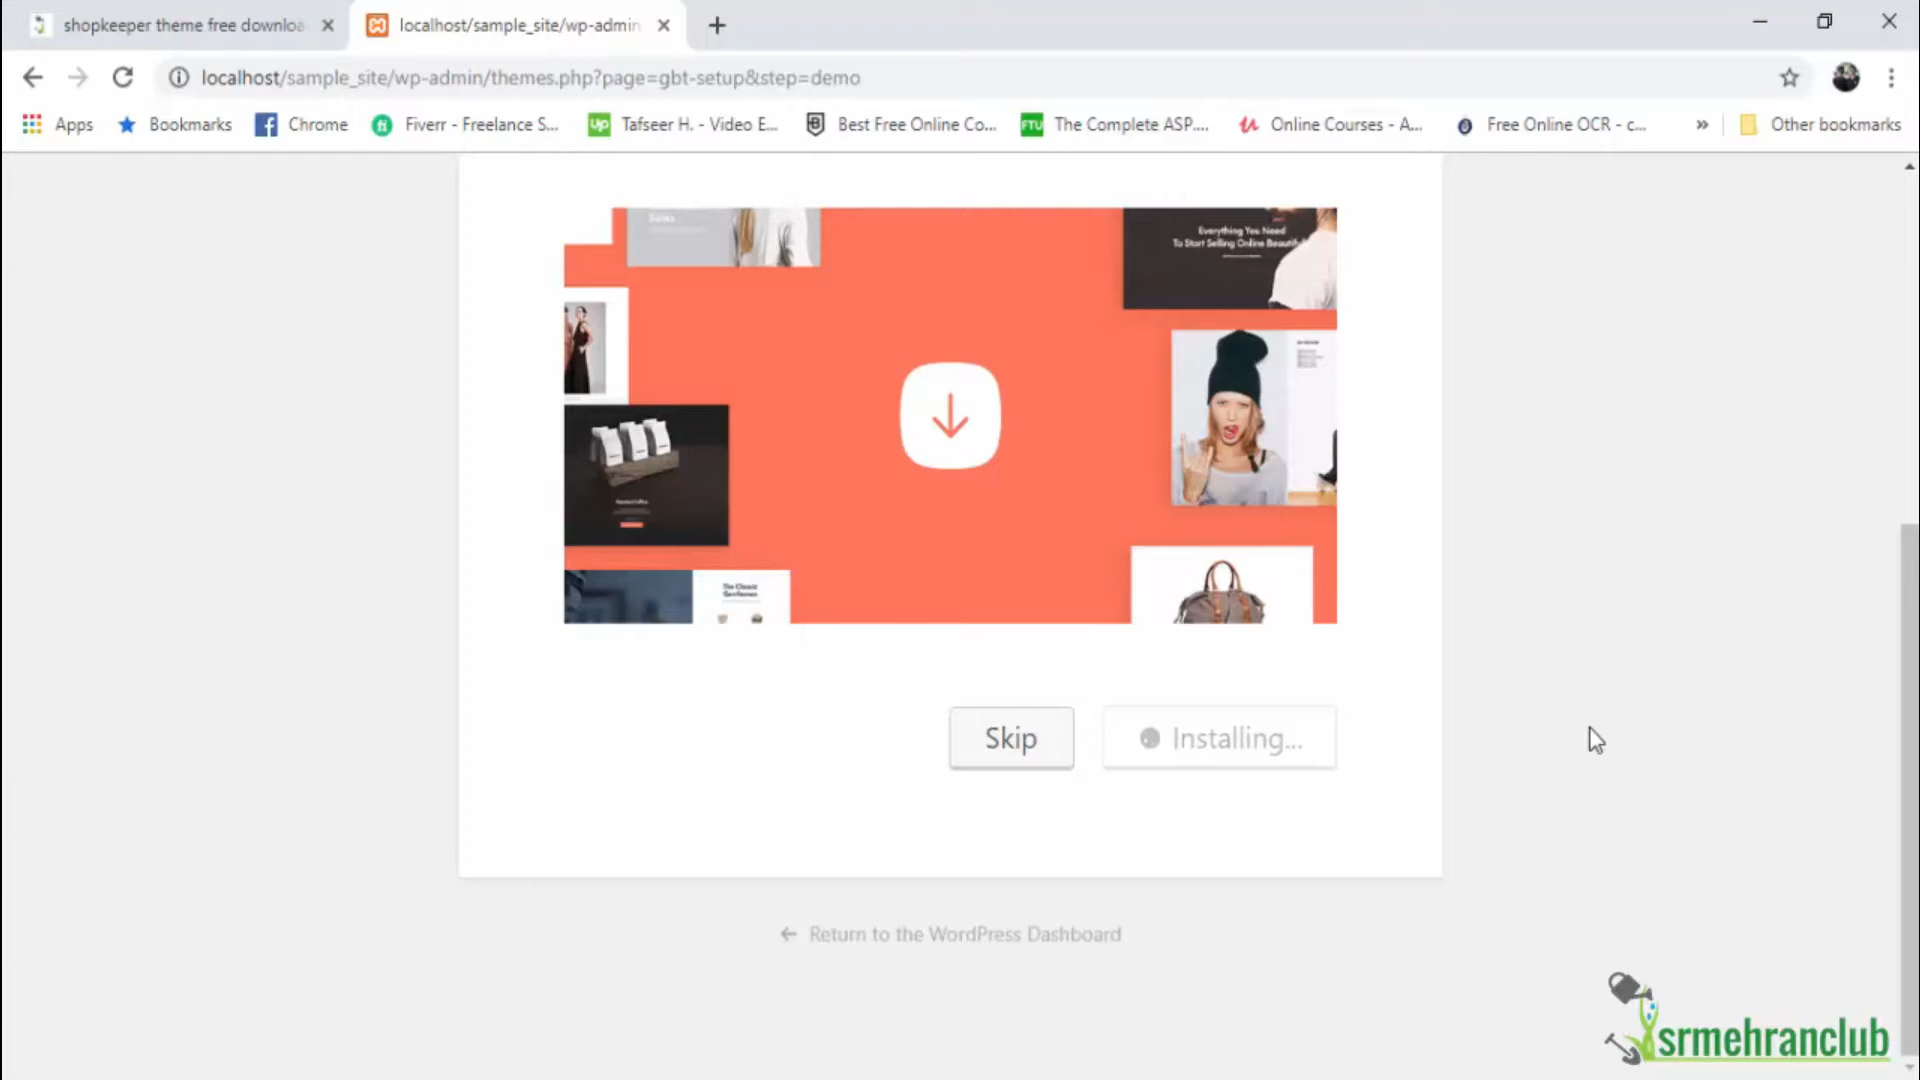 shopkeeper theme free downloa
localhost/sample_site/wp-admin
localhost/sample_site/wp-admin/themes.php?page=gbt-setup&step=demo
Apps
Bookmarks
Chrome
Fiverr - Freelance S...
Tafseer H. - Video E...
Best Free Online Co...
FTU
The Complete ASP....
Online Courses - A...
Free Online OCR - c...
»
Other bookmarks
Everything You Need
To Start Selling Online Beautif
The Classic
Gentleman
Skip
Installing...
Return to the WordPress Dashboard
srmehranclub